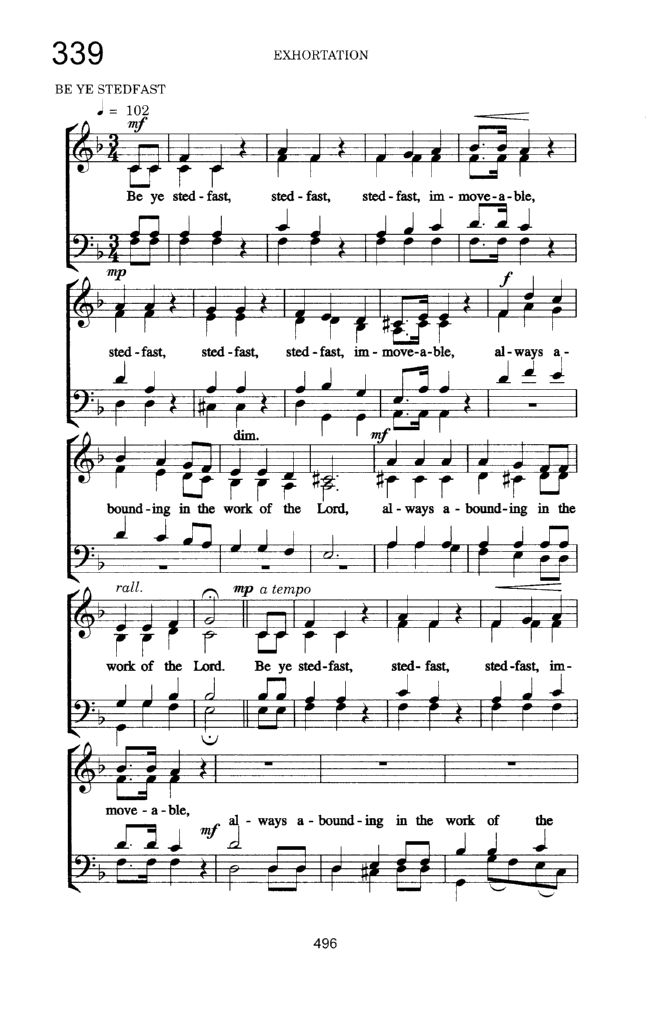 339
EXHORTATION
BE YE STEDFAST
♩ = 102
mf
Be ye sted - fast, sted - fast, sted - fast, im - move - a - ble,
mp
f
sted - fast, sted - fast, sted - fast, im - move - a - ble, al - ways a -
dim.
mf
bound - ing in the work of the Lord, al - ways a - bound - ing in the
rall.
mp a tempo
work of the Lord. Be ye sted - fast, sted - fast, sted - fast, im -
move - a - ble,
al - ways a - bound - ing in the work of the
mf
496